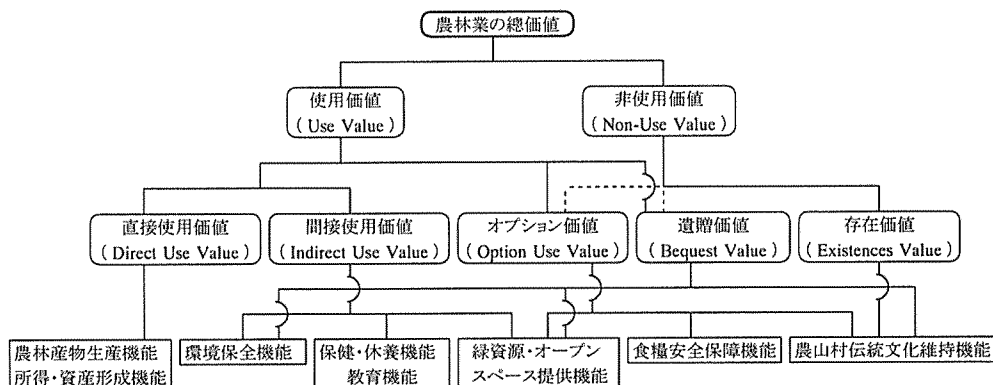 農林業の總価値
使用価値
( Use Value )
非使用価値
( Non-Use Value )
直接使用価値
( Direct Use Value )
間接使用価値
( Indirect Use Value )
オプション価値
( Option Use Value )
遺贈価値
( Bequest Value )
存在価値
( Existences Value )
農林産物生産機能
所得・資産形成機能
環境保全機能
保健・休養機能
教育機能
緑資源・オープン
スペース提供機能
食糧安全保障機能
農山村伝統文化維持機能